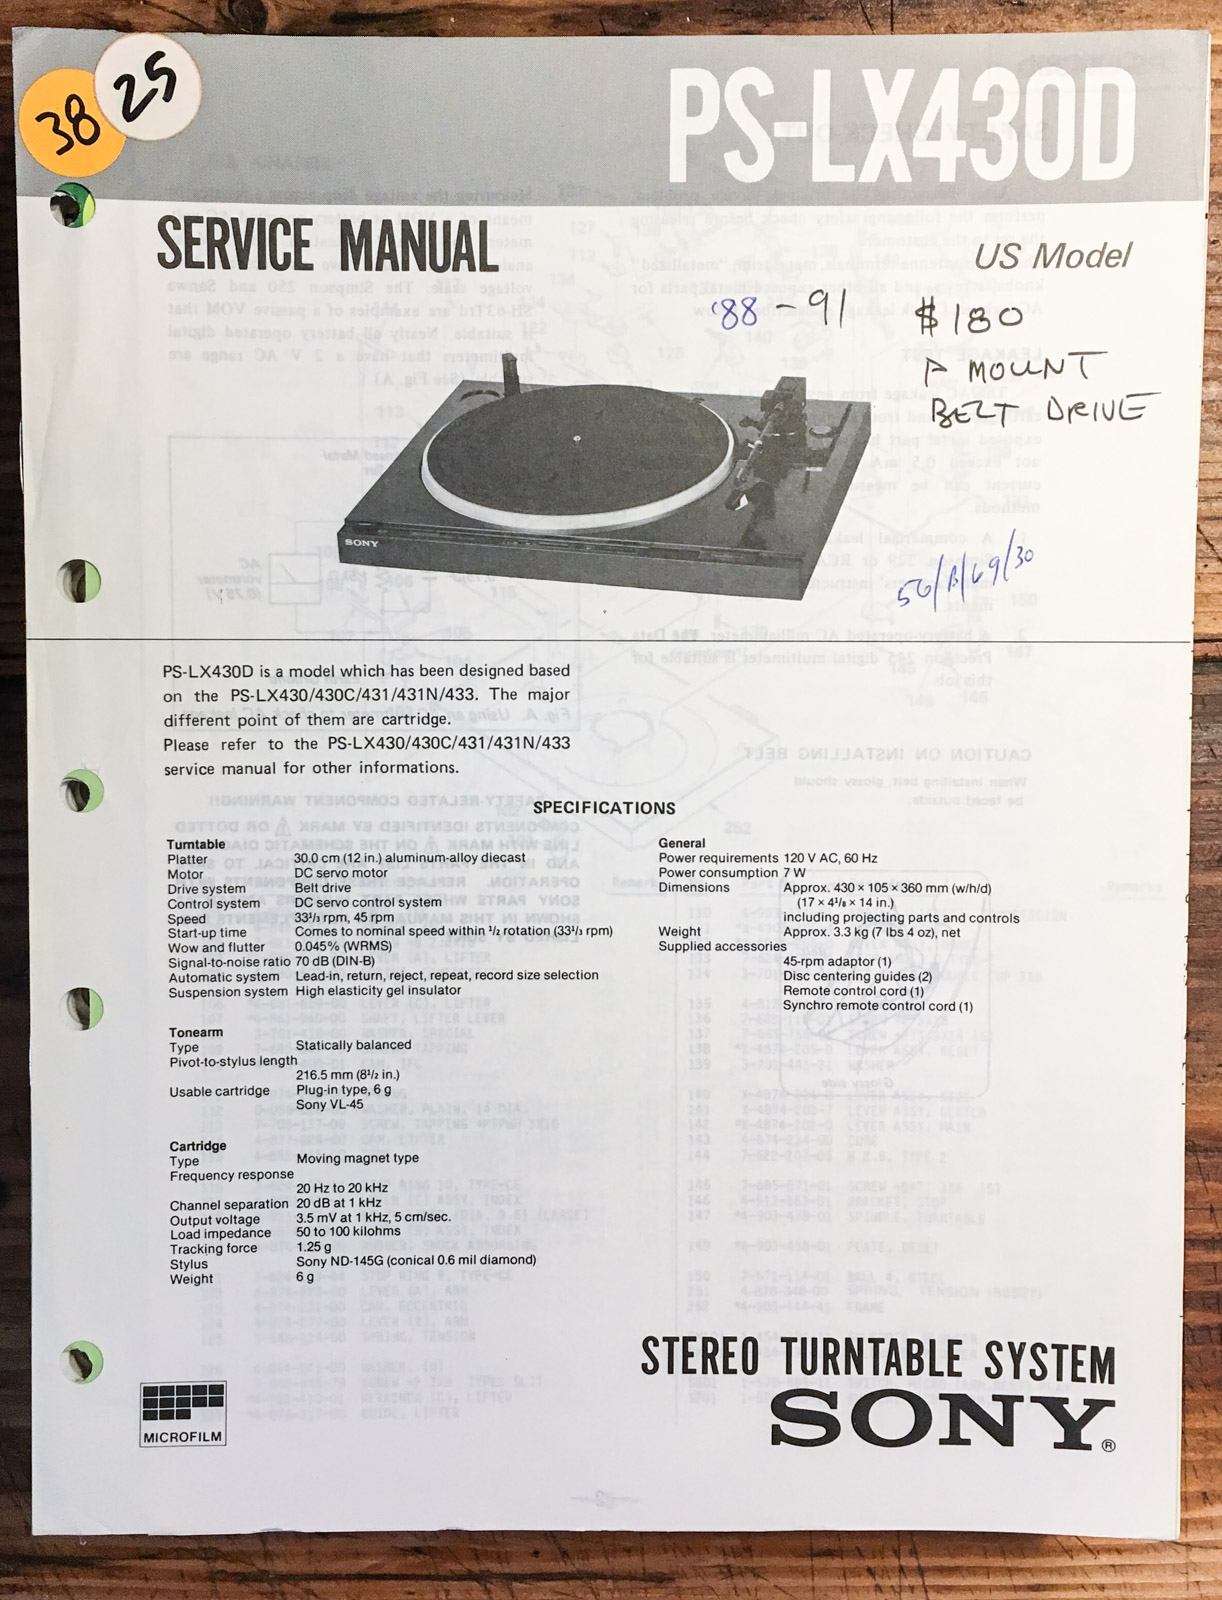 38
25
PS-LX430D
SERVICE MANUAL
US Model
'88 - 91
$180
P MOUNT
BELT DRIVE
SONY
56/B/69/30
PS-LX430D is a model which has been designed based
on the PS-LX430/430C/431/431N/433. The major
different point of them are cartridge.
Please refer to the PS-LX430/430C/431/431N/433
service manual for other informations.
SPECIFICATIONS
Turntable
Platter 30.0 cm (12 in.) aluminum-alloy diecast
Motor DC servo motor
Drive system Belt drive
Control system DC servo control system
Speed 33 1/3 rpm, 45 rpm
Start-up time Comes to nominal speed within 1/2 rotation (33 1/3 rpm)
Wow and flutter 0.045% (WRMS)
Signal-to-noise ratio 70 dB (DIN-B)
Automatic system Lead-in, return, reject, repeat, record size selection
Suspension system High elasticity gel insulator
Tonearm
Type Statically balanced
Pivot-to-stylus length
216.5 mm (8 1/2 in.)
Usable cartridge Plug-in type, 6 g
Sony VL-45
Cartridge
Type Moving magnet type
Frequency response
20 Hz to 20 kHz
Channel separation 20 dB at 1 kHz
Output voltage 3.5 mV at 1 kHz, 5 cm/sec.
Load impedance 50 to 100 kilohms
Tracking force 1.25 g
Stylus Sony ND-145G (conical 0.6 mil diamond)
Weight 6 g
General
Power requirements 120 V AC, 60 Hz
Power consumption 7 W
Dimensions Approx. 430 × 105 × 360 mm (w/h/d)
(17 × 4 1/8 × 14 in.)
including projecting parts and controls
Weight Approx. 3.3 kg (7 lbs 4 oz), net
Supplied accessories
45-rpm adaptor (1)
Disc centering guides (2)
Remote control cord (1)
Synchro remote control cord (1)
MICROFILM
STEREO TURNTABLE SYSTEM
SONY®